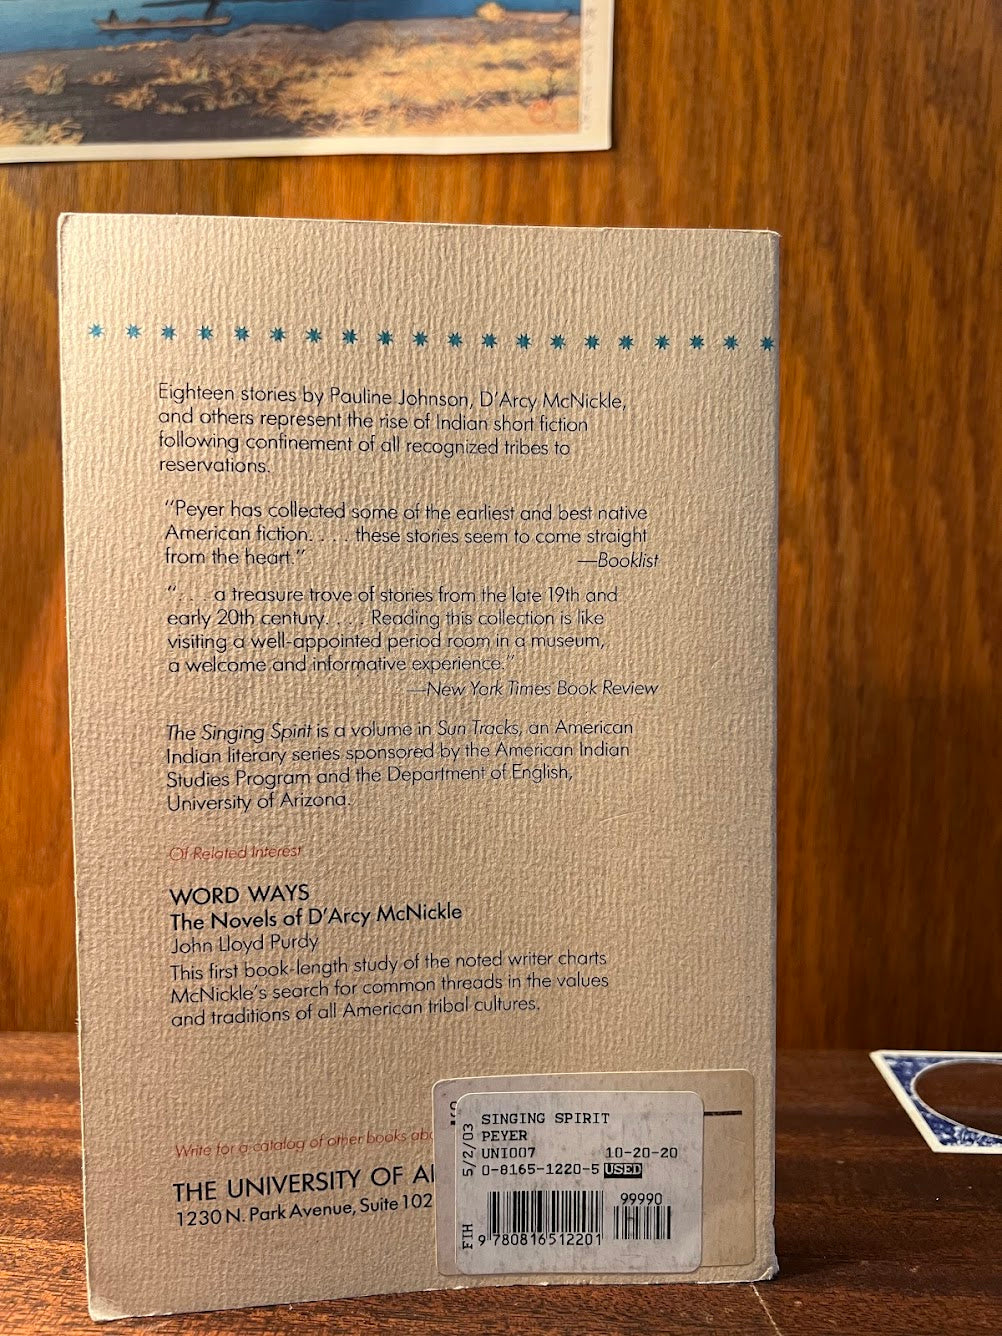 Eighteen stories by Pauline Johnson, D'Arcy McNickle,
and others represent the rise of Indian short fiction
following confinement of all recognized tribes to
reservations.
"Peyer has collected some of the earliest and best native
American fiction. . . . these stories seem to come straight
from the heart."
—Booklist
". . . a treasure trove of stories from the late 19th and
early 20th century. . . . Reading this collection is like
visiting a well-appointed period room in a museum,
a welcome and informative experience."
—New York Times Book Review
The Singing Spirit is a volume in Sun Tracks, an American
Indian literary series sponsored by the American Indian
Studies Program and the Department of English,
University of Arizona.
Of Related Interest
WORD WAYS
The Novels of D'Arcy McNickle
John Lloyd Purdy
This first book-length study of the noted writer charts
McNickle's search for common threads in the values
and traditions of all American tribal cultures.
Write for a catalog of other books abo
THE UNIVERSITY OF A
1230 N. Park Avenue, Suite 102
SINGING SPIRIT
PEYER
UNI007 10-20-20
0-8165-1220-5 USED
5/2/03
FIH
99990
9 780816 512201